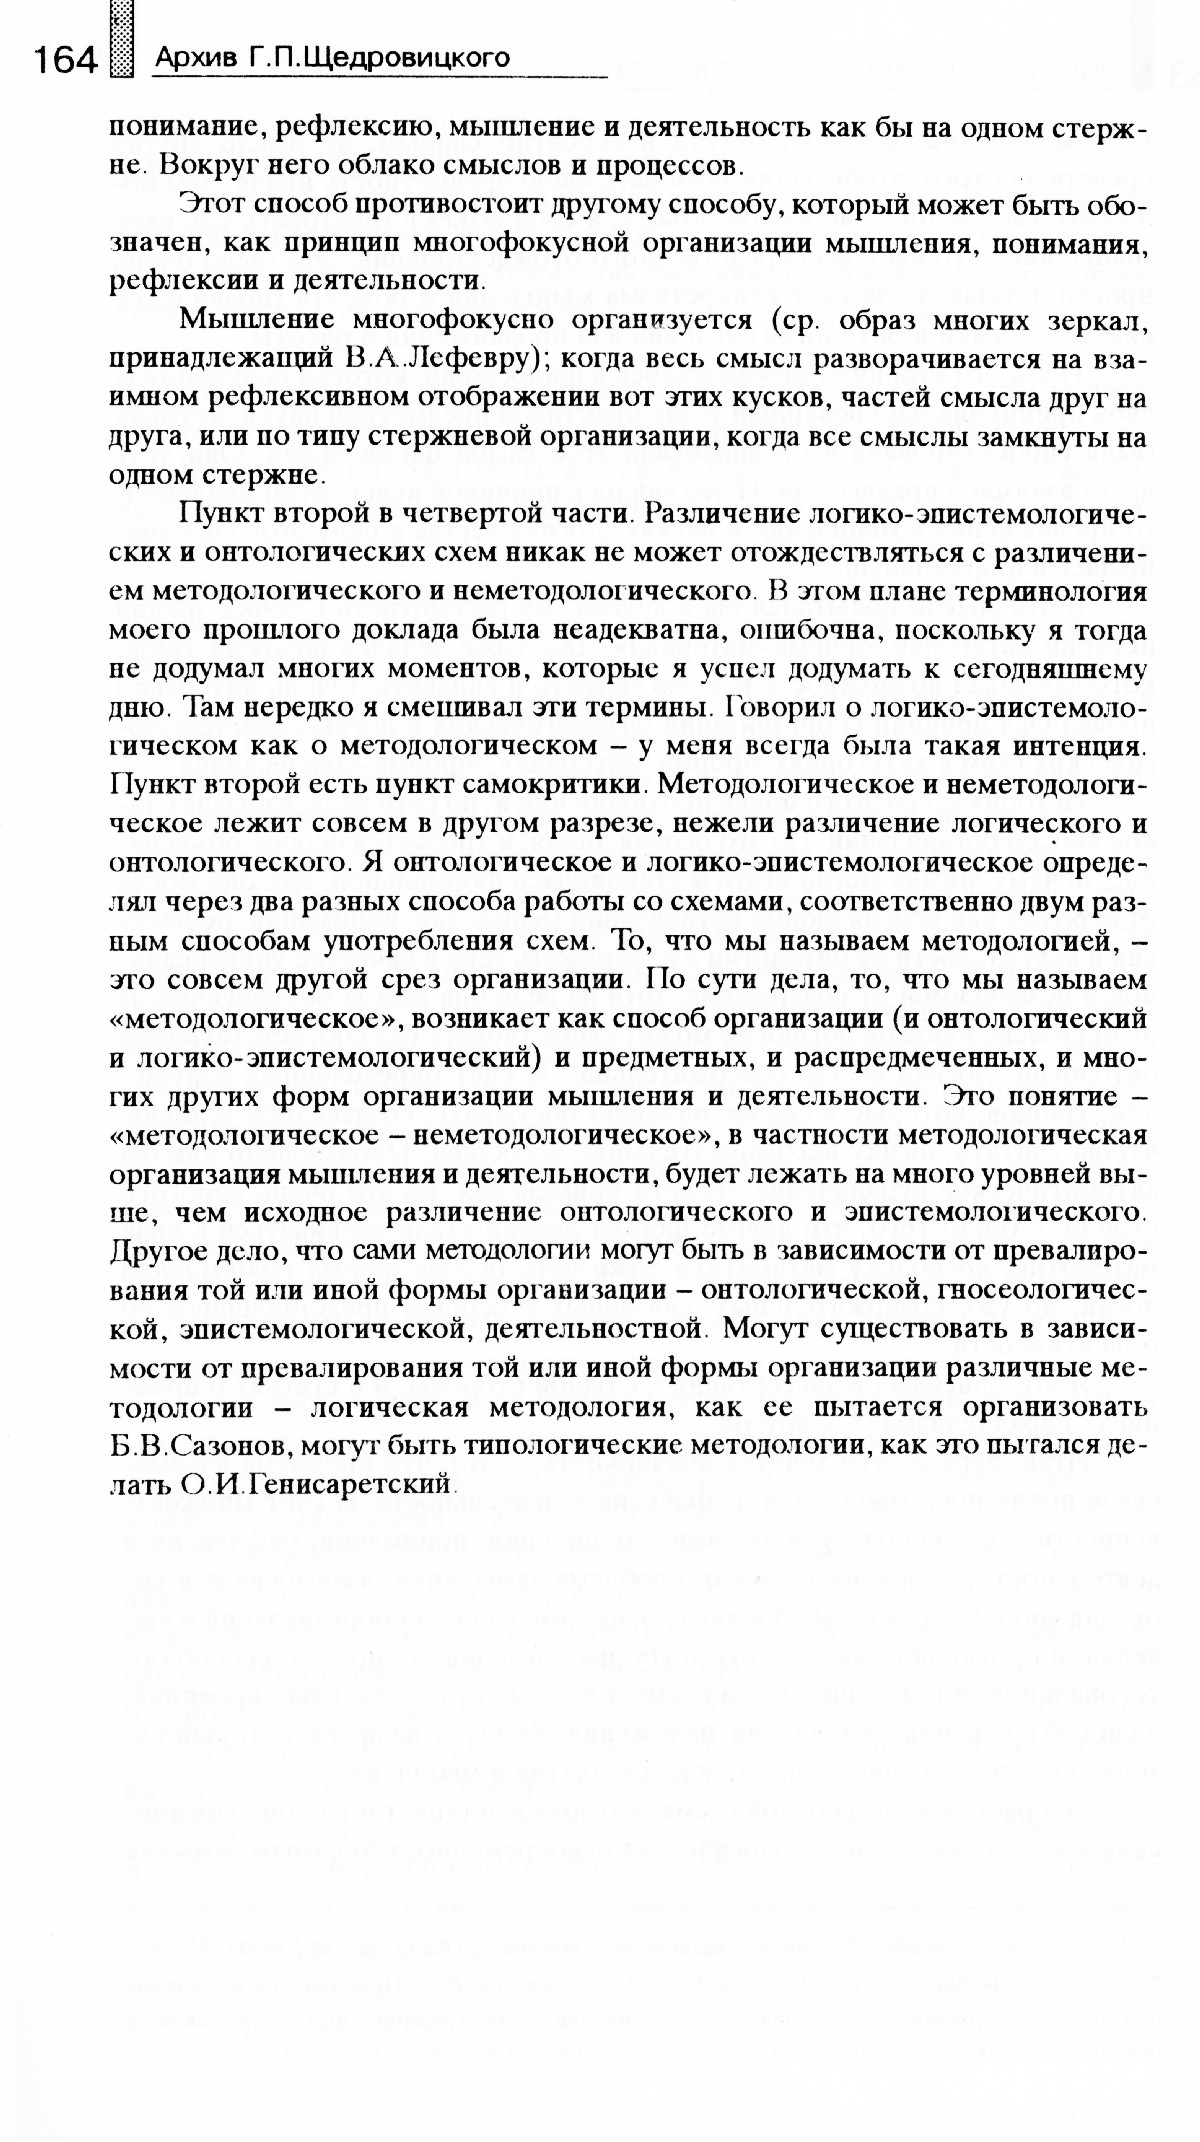 164 Архив Г.П.Щедровицкого
понимание, рефлексию, мышление и деятельность как бы на одном стерж-
не. Вокруг него облако смыслов и процессов.
Этот способ противостоит другому способу, который может быть обо-
значен, как принцип многофокусной организации мышления, понимания,
рефлексии и деятельности.
Мышление многофокусно организуется (ср. образ многих зеркал,
принадлежащий В.А.Лефевру); когда весь смысл разворачивается на вза-
имном рефлексивном отображении вот этих кусков, частей смысла друг на
друга, или по типу стержневой организации, когда все смыслы замкнуты на
одном стержне.
Пункт второй в четвертой части. Различение логико-эпистемологиче-
ских и онтологических схем никак не может отождествляться с различени-
ем методологического и неметодологического. В этом плане терминология
моего прошлого доклада была неадекватна, ошибочна, поскольку я тогда
не додумал многих моментов, которые я успел додумать к сегодняшнему
дню. Там нередко я смешивал эти термины. Говорил о логико-эпистемоло-
гическом как о методологическом – у меня всегда была такая интенция.
Пункт второй есть пункт самокритики. Методологическое и неметодологи-
ческое лежит совсем в другом разрезе, нежели различение логического и
онтологического. Я онтологическое и логико-эпистемологическое опреде-
лял через два разных способа работы со схемами, соответственно двум раз-
ным способам употребления схем. То, что мы называем методологией, –
это совсем другой срез организации. По сути дела, то, что мы называем
«методологическое», возникает как способ организации (и онтологический
и логико-эпистемологический) и предметных, и распредмеченных, и мно-
гих других форм организации мышления и деятельности. Это понятие –
«методологическое – неметодологическое», в частности методологическая
организация мышления и деятельности, будет лежать на много уровней вы-
ше, чем исходное различение онтологического и эпистемологического.
Другое дело, что сами методологии могут быть в зависимости от превалиро-
вания той или иной формы организации – онтологической, гносеологичес-
кой, эпистемологической, деятельностной. Могут существовать в зависи-
мости от превалирования той или иной формы организации различные ме-
тодологии – логическая методология, как ее пытается организовать
Б.В.Сазонов, могут быть типологические методологии, как это пытался де-
лать О.И.Генисаретский.